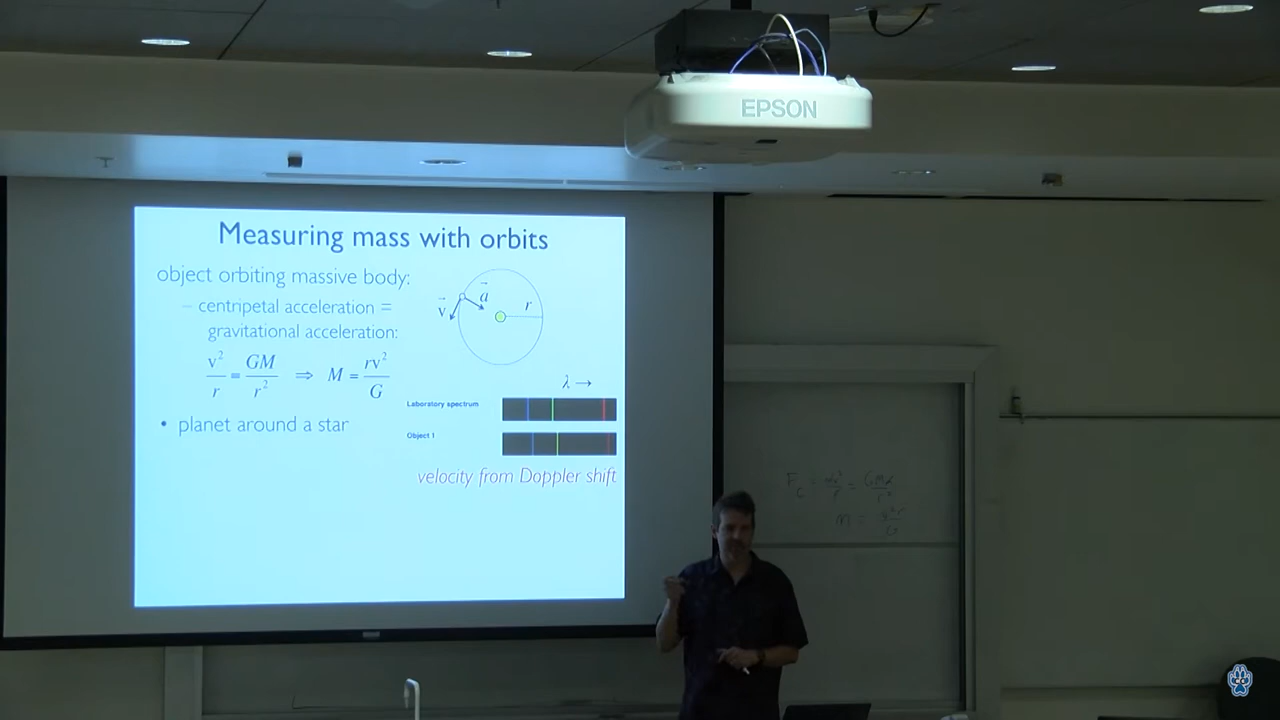 EPSON
Measuring mass with orbits
object orbiting massive body:
– centripetal acceleration =
gravitational acceleration:
v²/r = GM/r² ⇒ M = rv²/G
• planet around a star
v⃗
a⃗
r
λ →
Laboratory spectrum
Object 1
velocity from Doppler shift